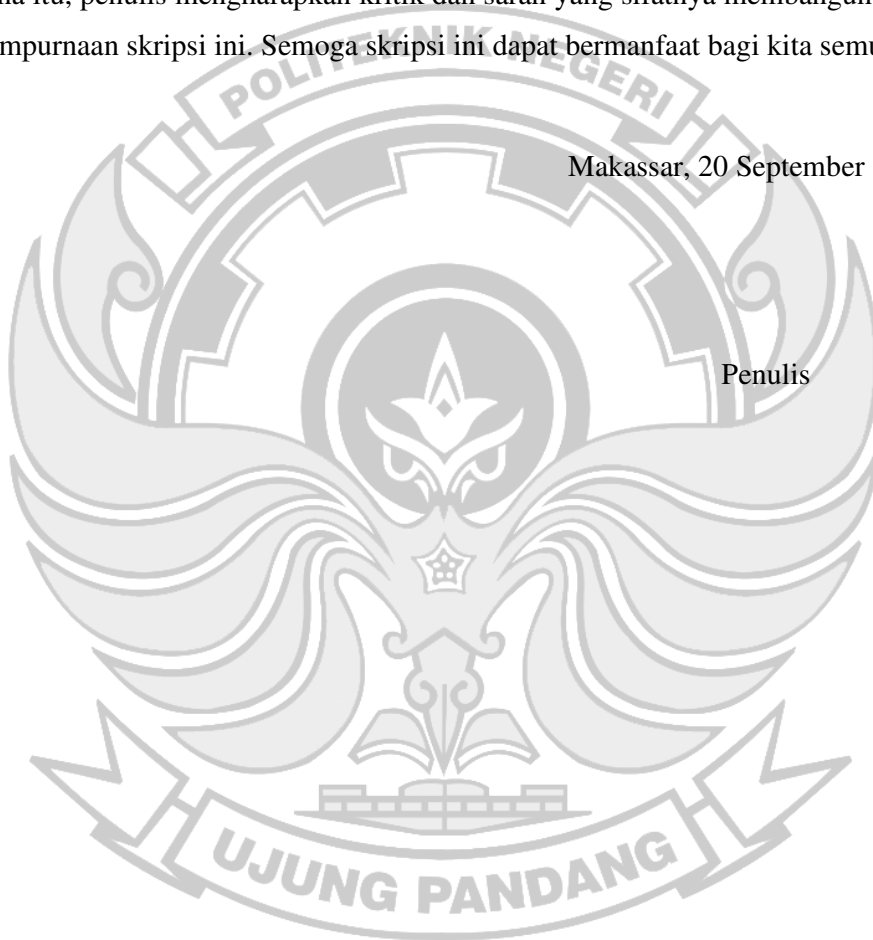 na itu, penulis mengharapkan kritik dan saran yang sifatnya membangun
mpurnaan skripsi ini. Semoga skripsi ini dapat bermanfaat bagi kita semu
POLITEKNIK NEGERI
Makassar, 20 September
Penulis
UJUNG PANDANG